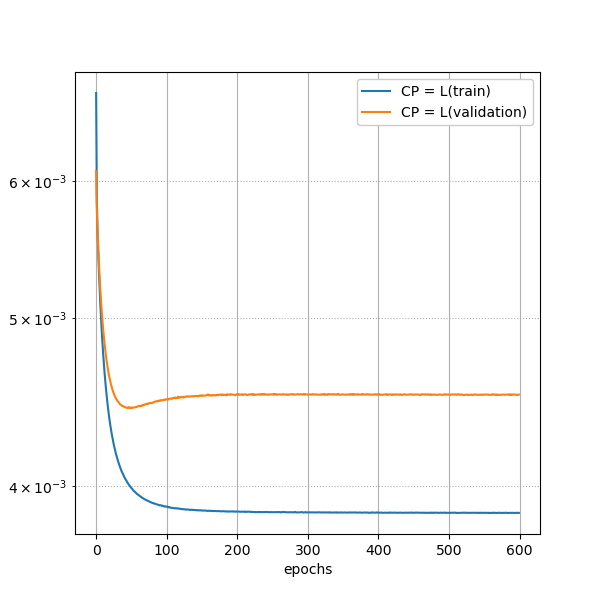 CP = L(train)
CP = L(validation)
6 × 10⁻³
5 × 10⁻³
4 × 10⁻³
0 100 200 300 400 500 600
epochs